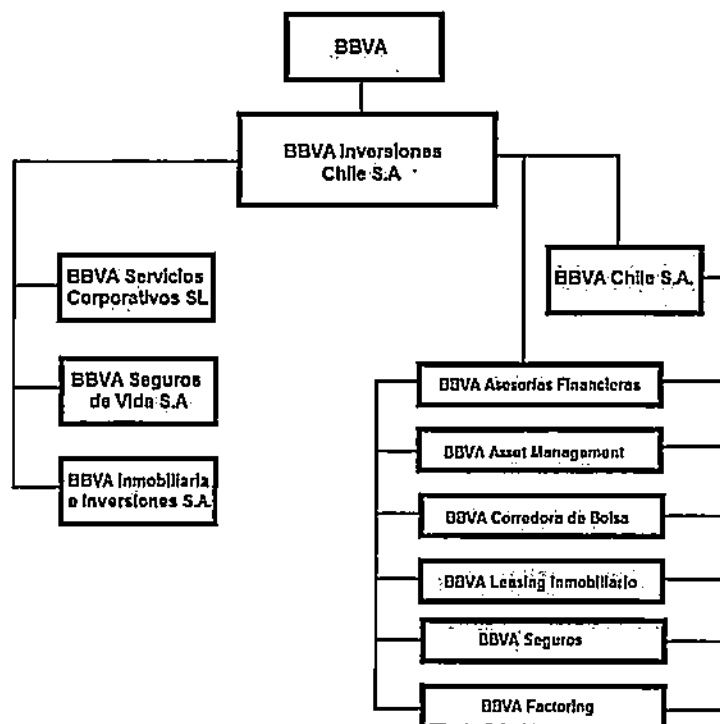 BBVA
BBVA Inversiones
Chile S.A
BBVA Servicios
Corporativos SL
BBVA Chile S.A.
BBVA Seguros
de Vida S.A
BBVA Asesorías Financieras
BBVA Asset Management
BBVA Inmobiliaria
e Inversiones S.A.
BBVA Corredora de Bolsa
BBVA Leasing Inmobiliário
BBVA Seguros
BBVA Factoring